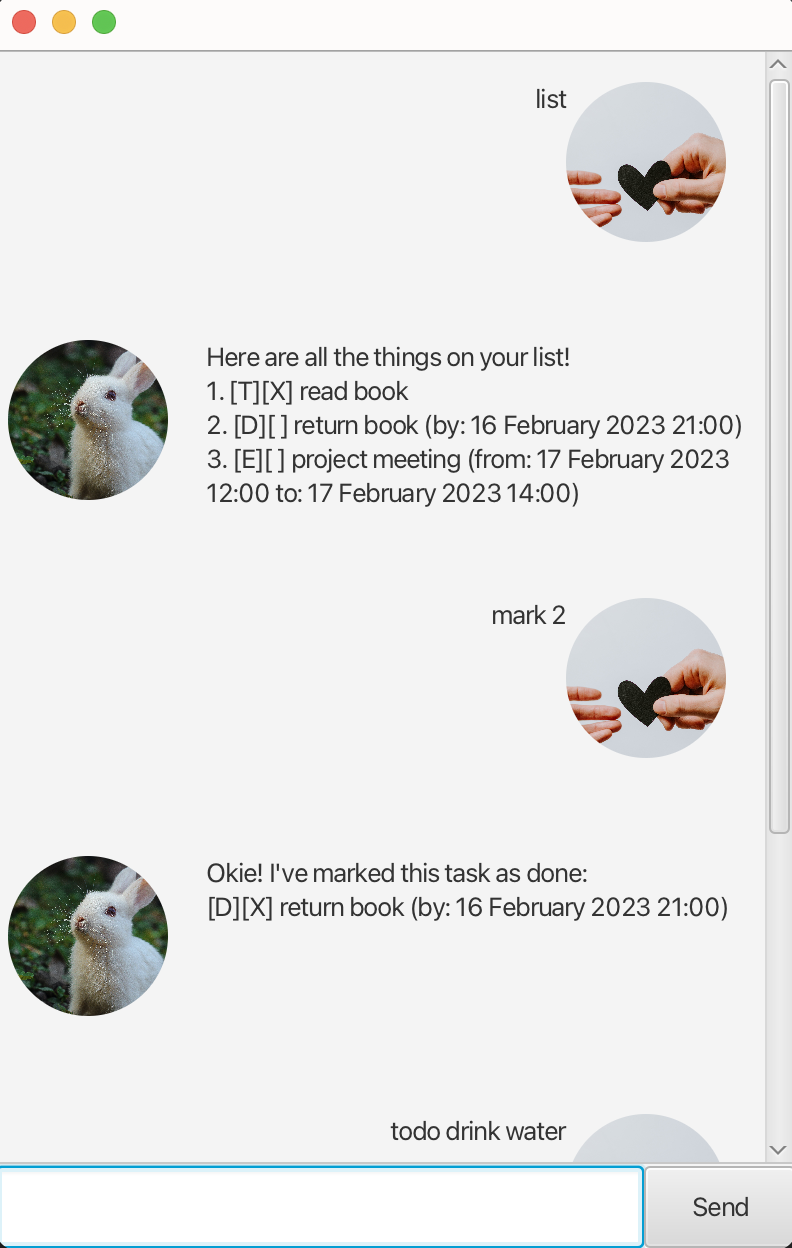 list
Here are all the things on your list!
1. [T][X] read book
2. [D][ ] return book (by: 16 February 2023 21:00)
3. [E][ ] project meeting (from: 17 February 2023
12:00 to: 17 February 2023 14:00)
mark 2
Okie! I've marked this task as done:
[D][X] return book (by: 16 February 2023 21:00)
todo drink water
Send